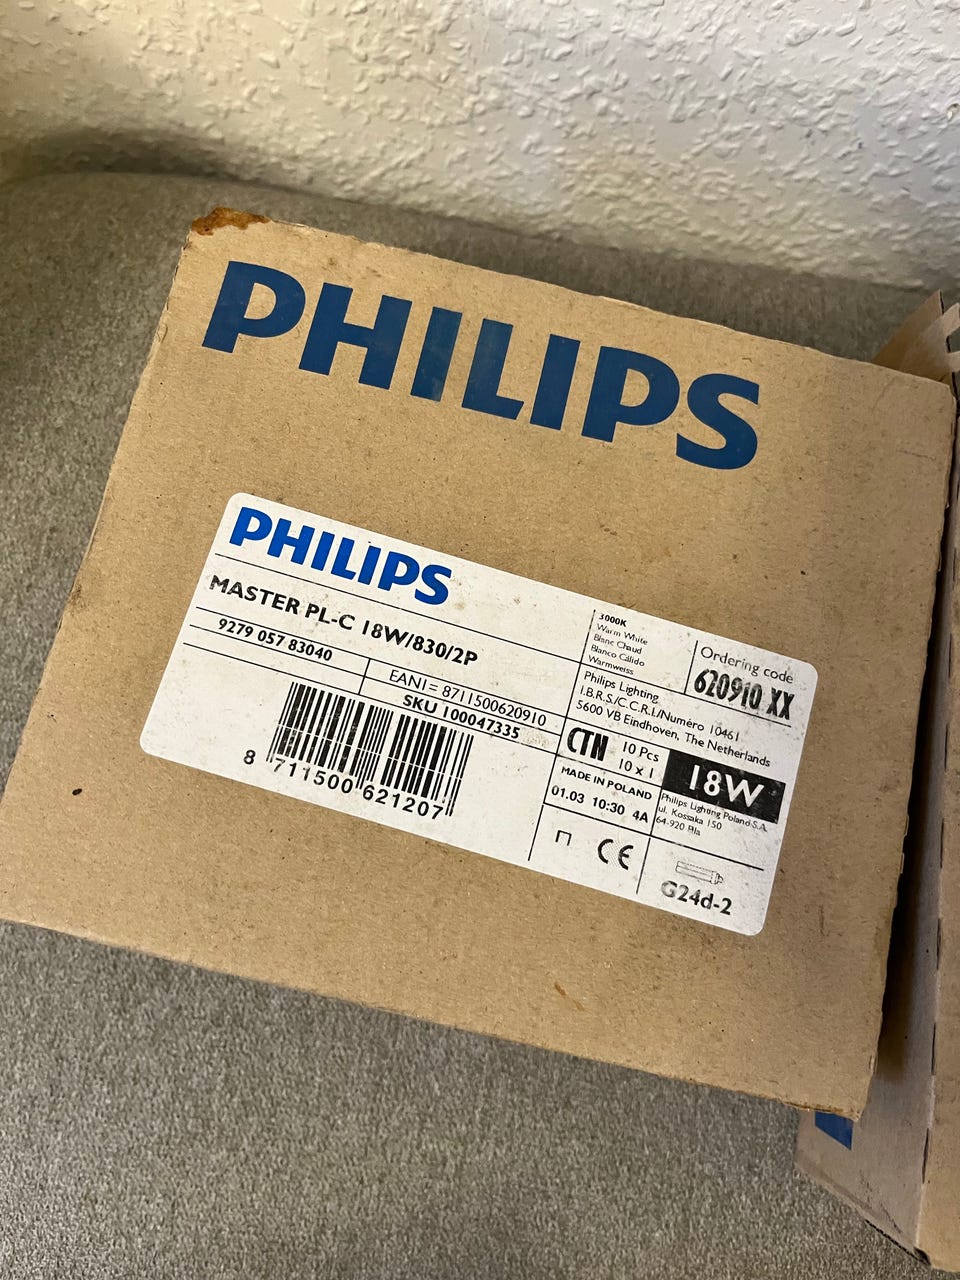 PHILIPS
PHILIPS
MASTER PL-C 18W/830/2P
9279 057 83040
EAN1= 8711500620910
SKU 100047335
8 711500 621207
3000K
Warm White
Blanc Chaud
Blanco Cálido
Warmweiss
Ordering code
620910 XX
Philips Lighting
I.B.R.S./C.C.R.I./Numéro 10461
5600 VB Eindhoven, The Netherlands
CTN
10 Pcs
10 x 1
18W
MADE IN POLAND
01.03 10:30 4A
Philips Lighting Poland S.A.
ul. Kossaka 150
64-920 Piła
CE
G24d-2